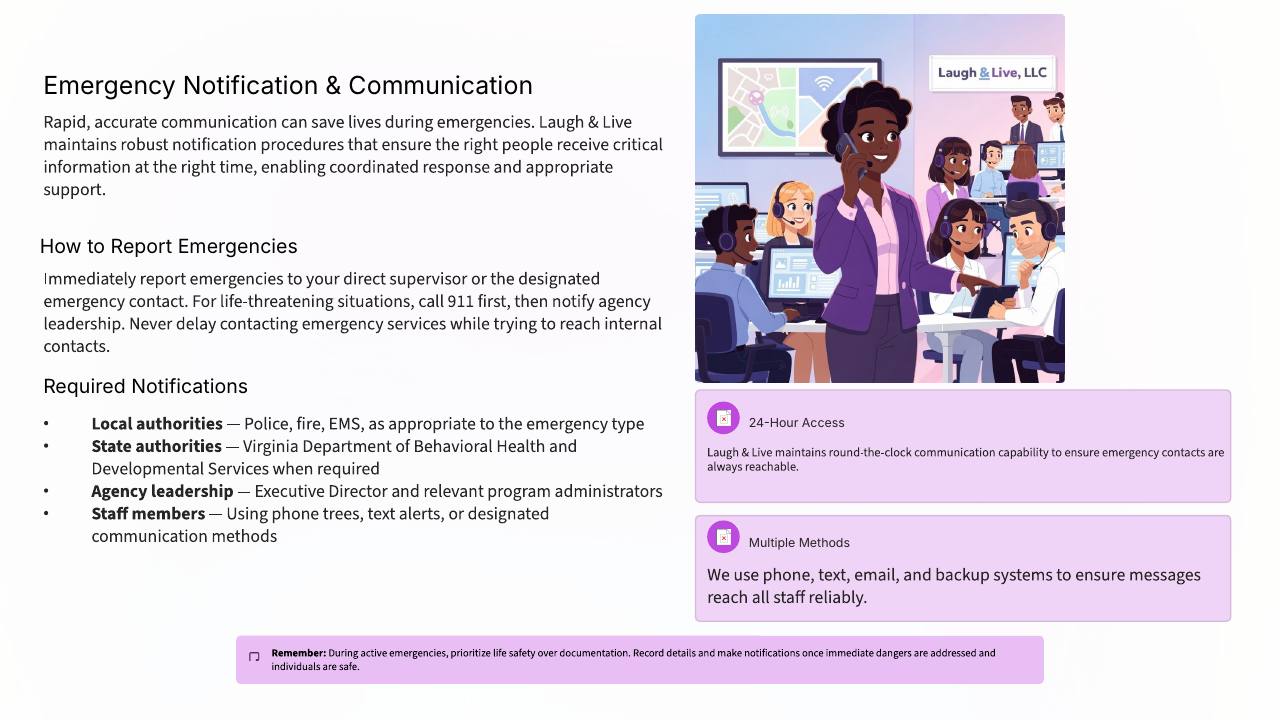 Emergency Notification & Communication
Rapid, accurate communication can save lives during emergencies. Laugh & Live
maintains robust notification procedures that ensure the right people receive critical
information at the right time, enabling coordinated response and appropriate
support.
How to Report Emergencies
Immediately report emergencies to your direct supervisor or the designated
emergency contact. For life-threatening situations, call 911 first, then notify agency
leadership. Never delay contacting emergency services while trying to reach internal
contacts.
Required Notifications
• Local authorities — Police, fire, EMS, as appropriate to the emergency type
• State authorities — Virginia Department of Behavioral Health and
Developmental Services when required
• Agency leadership — Executive Director and relevant program administrators
• Staff members — Using phone trees, text alerts, or designated
communication methods
Laugh & Live, LLC
24-Hour Access
Laugh & Live maintains round-the-clock communication capability to ensure emergency contacts are
always reachable.
Multiple Methods
We use phone, text, email, and backup systems to ensure messages
reach all staff reliably.
Remember: During active emergencies, prioritize life safety over documentation. Record details and make notifications once immediate dangers are addressed and
individuals are safe.